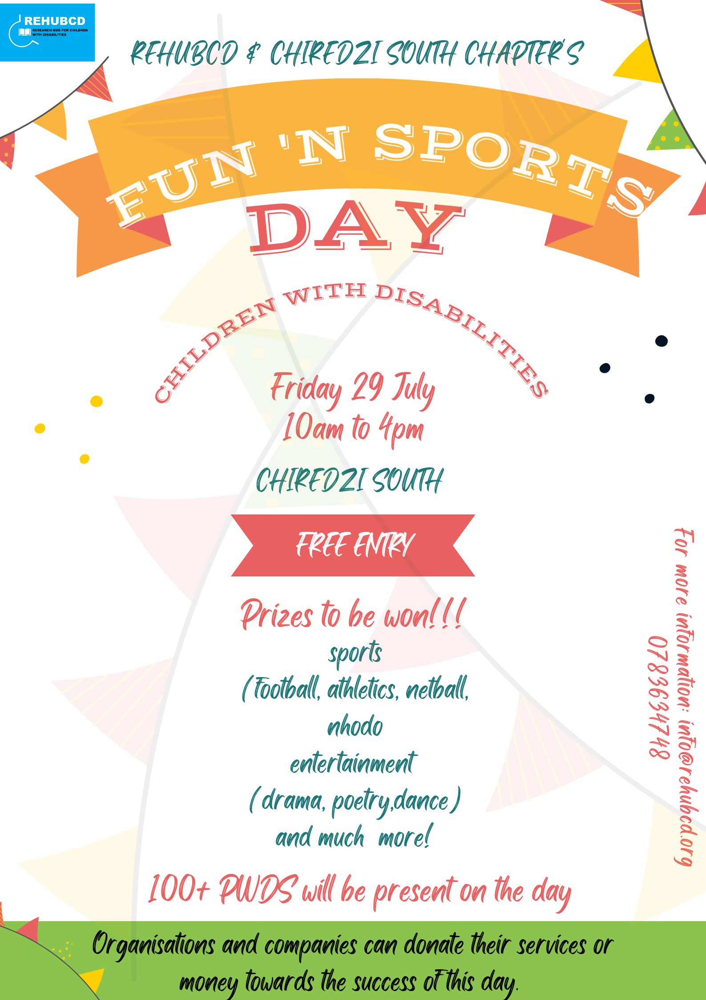 REHUBCD
RESEARCH HUB FOR CHILDREN
WITH DISABILITIES
REHUBCD & CHIREDZI SOUTH CHAPTER'S
FUN 'N SPORTS
DAY
CHILDREN WITH DISABILITIES
Friday 29 July
10am to 4pm
CHIREDZI SOUTH
FREE ENTRY
Prizes to be won!!!
sports
(football, athletics, netball,
nhodo
entertainment
(drama, poetry,dance)
and much more!
100+ PWDS will be present on the day
For more information: info@rehubcd.org
0783634748
Organisations and companies can donate their services or
money towards the success of this day.